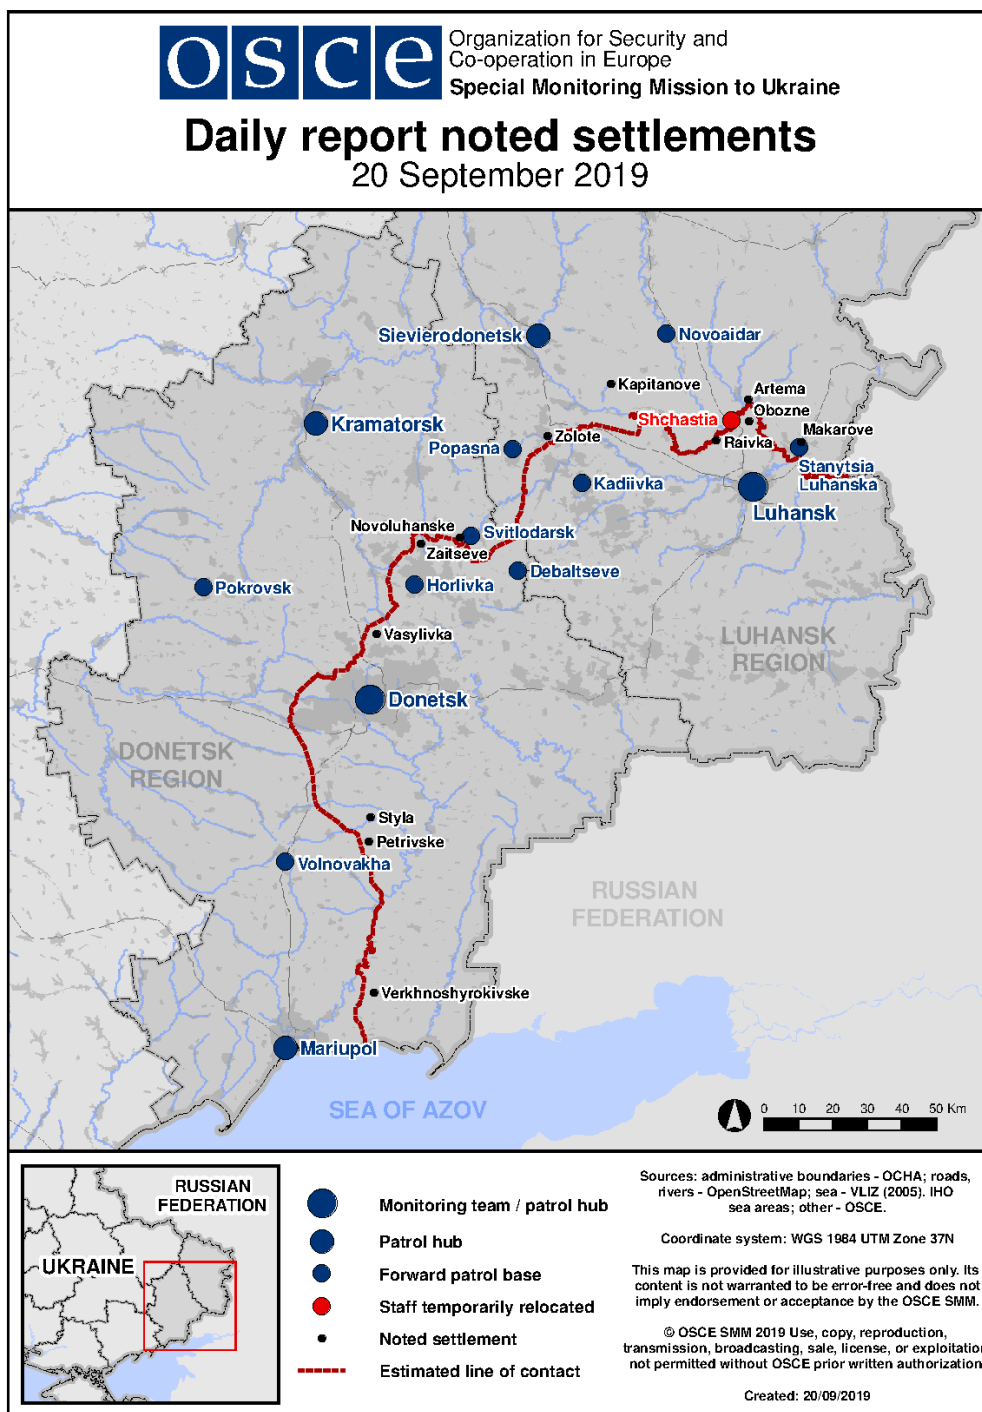 osce
Organization for Security and
Co-operation in Europe
Special Monitoring Mission to Ukraine
Daily report noted settlements
20 September 2019
Sievierodonetsk
Novoaidar
Kapitanove
Artema
Obozne
Shchastia
Makarove
Kramatorsk
Popasna
Zolote
Raivka
Stanytsia
Luhanska
Kadiivka
Luhansk
Novoluhanske
Svitlodarsk
Zaitseve
Debaltseve
Pokrovsk
Horlivka
Vasylivka
LUHANSK
REGION
Donetsk
DONETSK
REGION
Styla
Petrivske
Volnovakha
RUSSIAN
FEDERATION
Verkhnoshyrokivske
Mariupol
SEA OF AZOV
0 10 20 30 40 50 Km
RUSSIAN
FEDERATION
UKRAINE
Monitoring team / patrol hub
Patrol hub
Forward patrol base
Staff temporarily relocated
Noted settlement
Estimated line of contact
Sources: administrative boundaries - OCHA; roads,
rivers - OpenStreetMap; sea - VLIZ (2005). IHO
sea areas; other - OSCE.
Coordinate system: WGS 1984 UTM Zone 37N
This map is provided for illustrative purposes only. Its
content is not warranted to be error-free and does not
imply endorsement or acceptance by the OSCE SMM.
© OSCE SMM 2019 Use, copy, reproduction,
transmission, broadcasting, sale, license, or exploitation
not permitted without OSCE prior written authorization
Created: 20/09/2019